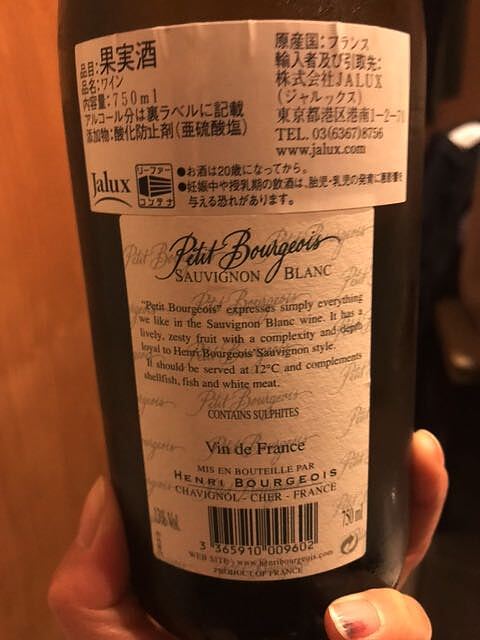 品目:果実酒
品名:ワイン
内容量:750ml
アルコール分は裏ラベルに記載
添加物:酸化防止剤(亜硫酸塩)
原産国:フランス
輸入者及び引取先:
株式会社JALUX
(ジャルックス)
東京都港区港南1-2-7
TEL. 03(6367)8756
www.jalux.com
Jalux
リーファー
コンテナ
●お酒は20歳になってから。
●妊娠中や授乳期の飲酒は、胎児・乳児の発育に悪影響を
与える恐れがあります。
Petit Bourgeois
SAUVIGNON BLANC
"Petit Bourgeois" expresses simply everything
we like in the Sauvignon Blanc wine. It has a
lively, zesty fruit with a complexity and depth
loyal to Henri Bourgeois Sauvignon style.
It should be served at 12°C and complements
shellfish, fish and white meat.
CONTAINS SULPHITES
Vin de France
MIS EN BOUTEILLE PAR
HENRI BOURGEOIS
CHAVIGNOL - CHER - FRANCE
750 ml
3 365910 009602
WEB SITE : www.henribourgeois.com
PRODUCT OF FRANCE